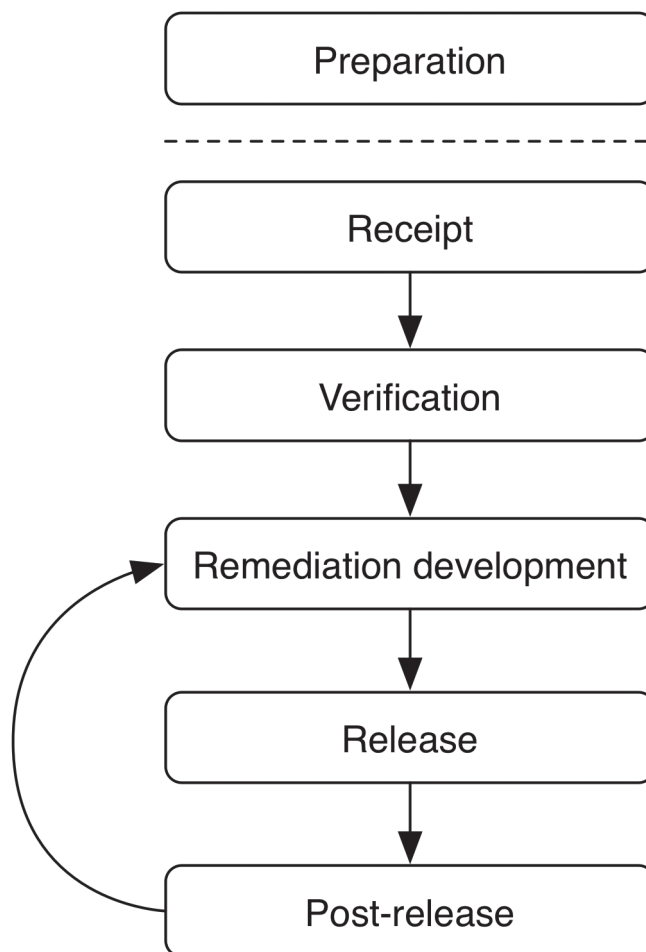 Preparation
Receipt
Verification
Remediation development
Release
Post-release